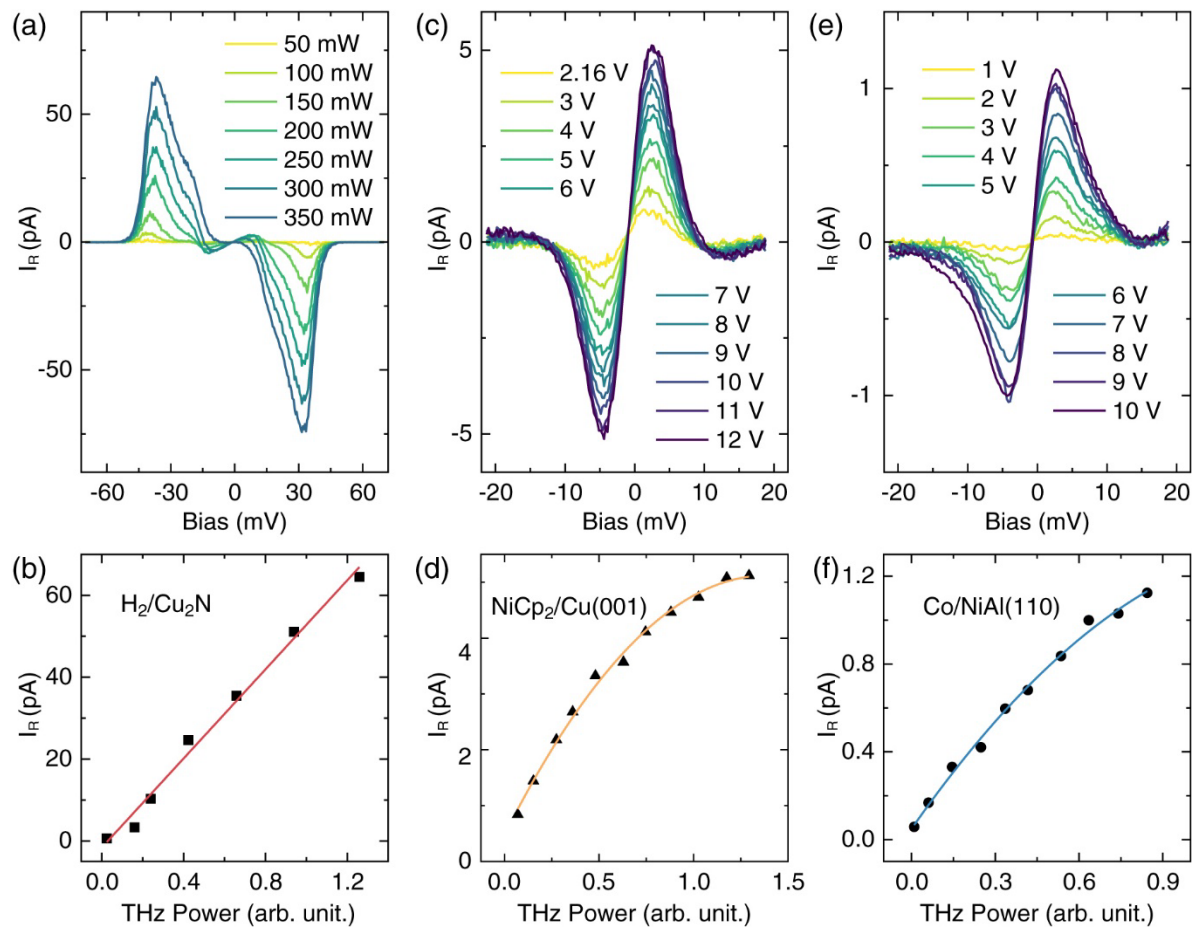 (a)
50 mW
100 mW
150 mW
200 mW
250 mW
300 mW
350 mW
50
0
-50
I_R (pA)
-60 -30 0 30 60
Bias (mV)
(c)
2.16 V
3 V
4 V
5 V
6 V
7 V
8 V
9 V
10 V
11 V
12 V
5
0
-5
I_R (pA)
-20 -10 0 10 20
Bias (mV)
(e)
1 V
2 V
3 V
4 V
5 V
6 V
7 V
8 V
9 V
10 V
1
0
-1
I_R (pA)
-20 -10 0 10 20
Bias (mV)
(b)
H₂/Cu₂N
60
40
20
0
I_R (pA)
0.0 0.4 0.8 1.2
THz Power (arb. unit.)
(d)
NiCp₂/Cu(001)
4
2
0
I_R (pA)
0.0 0.5 1.0 1.5
THz Power (arb. unit.)
(f)
Co/NiAl(110)
1.2
0.8
0.4
0.0
I_R (pA)
0.0 0.3 0.6 0.9
THz Power (arb. unit.)